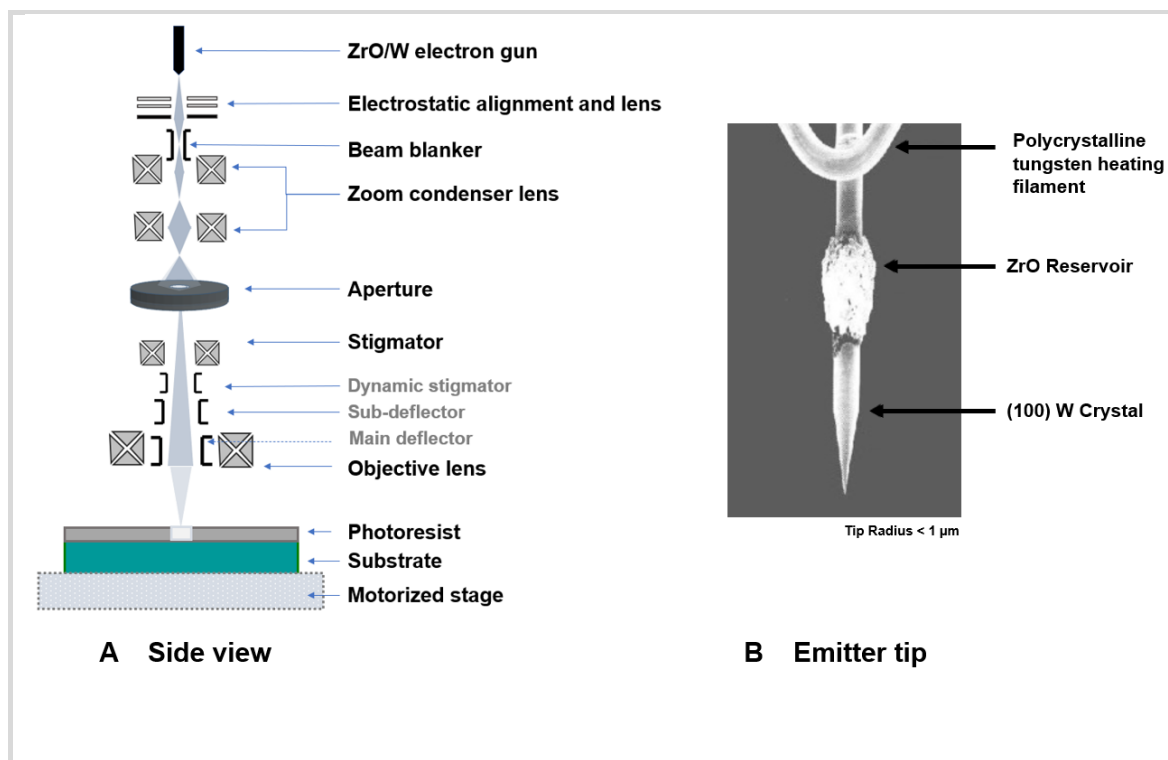 ZrO/W electron gun
Electrostatic alignment and lens
Beam blanker
Zoom condenser lens
Aperture
Stigmator
Dynamic stigmator
Sub-deflector
Main deflector
Objective lens
Photoresist
Substrate
Motorized stage
A Side view
Polycrystalline
tungsten heating
filament
ZrO Reservoir
(100) W Crystal
Tip Radius < 1 μm
B Emitter tip